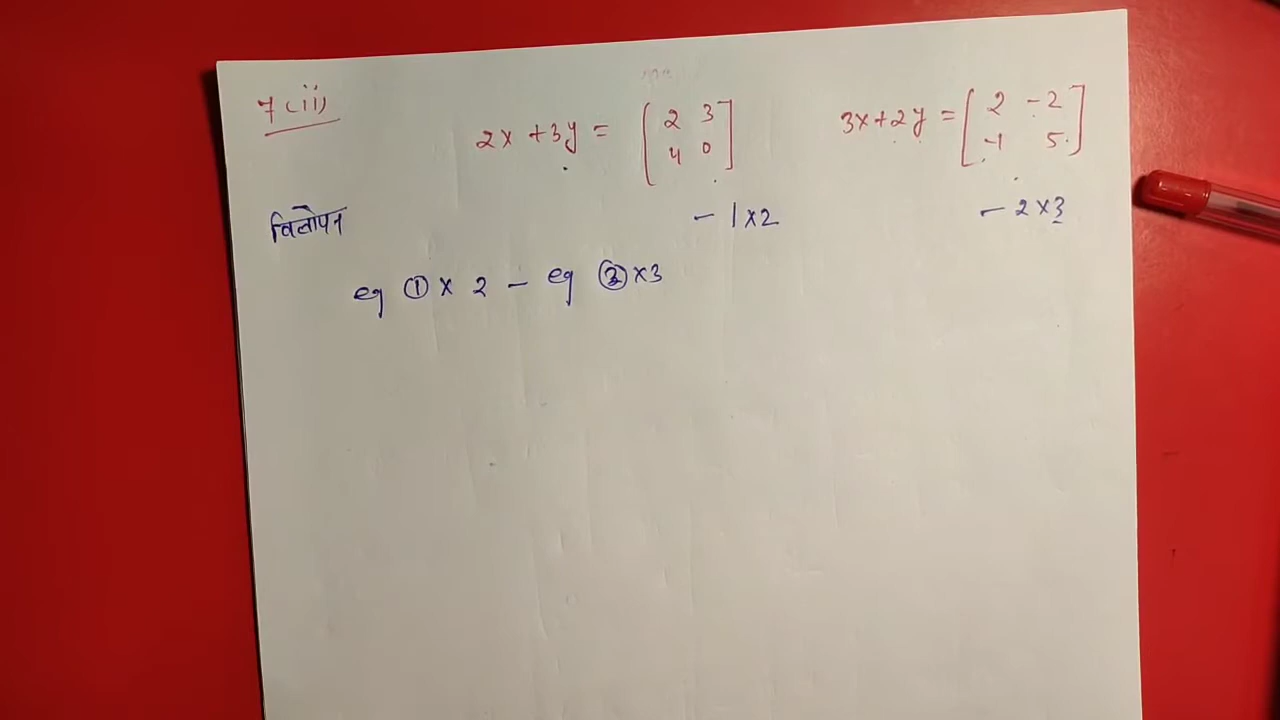 7(ii)
2x + 3y = [2 3
4 0]
3x + 2y = [2 -2
-1 5]
विलोपन
- 1 x 2
- 2 x 3
eq ① x 2 - eq ② x 3